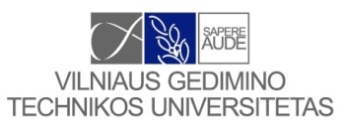 SAPERE
AUDE
VILNIAUS GEDIMINO
TECHNIKOS UNIVERSITETAS